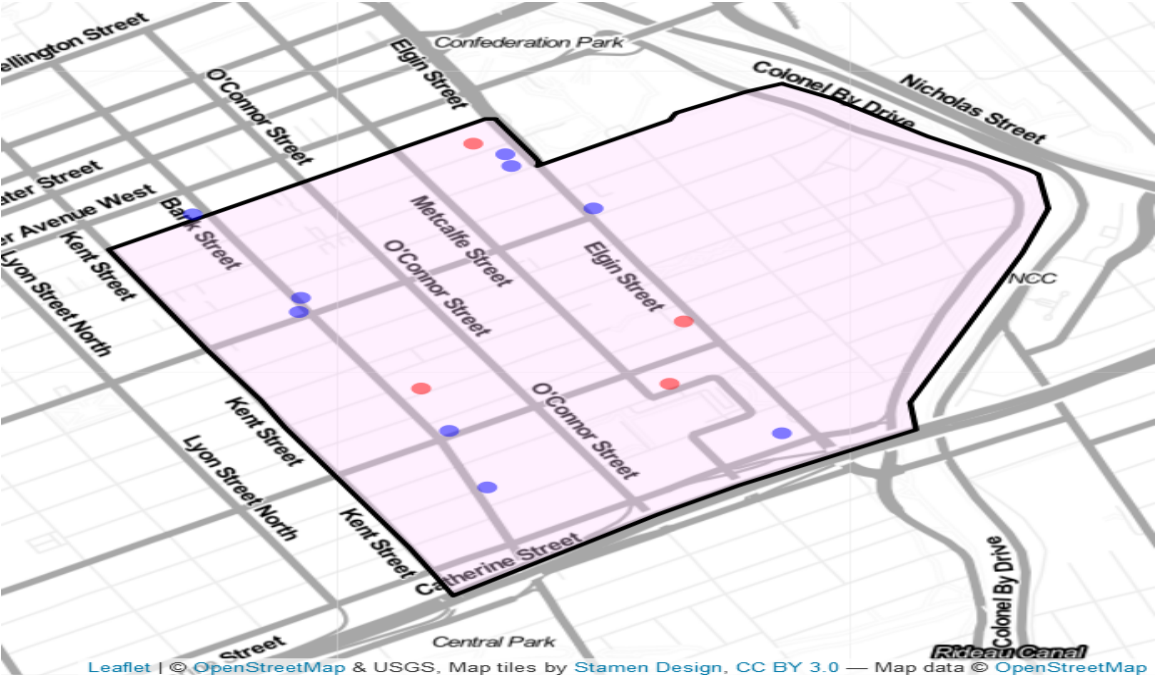 ellington Street
Confederation Park
Elgin Street
O'Connor Street
Colonel By Drive
Nicholas Street
ater Street
er Avenue West
Bank Street
Kent Street
Lyon Street North
Metcalfe Street
O'Connor Street
Elgin Street
NCC
Kent Street
Lyon Street North
O'Connor Street
Kent Street
Catherine Street
Colonel By Drive
Street
Central Park
Rideau Canal
Leaflet | © OpenStreetMap & USGS, Map tiles by Stamen Design, CC BY 3.0 — Map data © OpenStreetMap